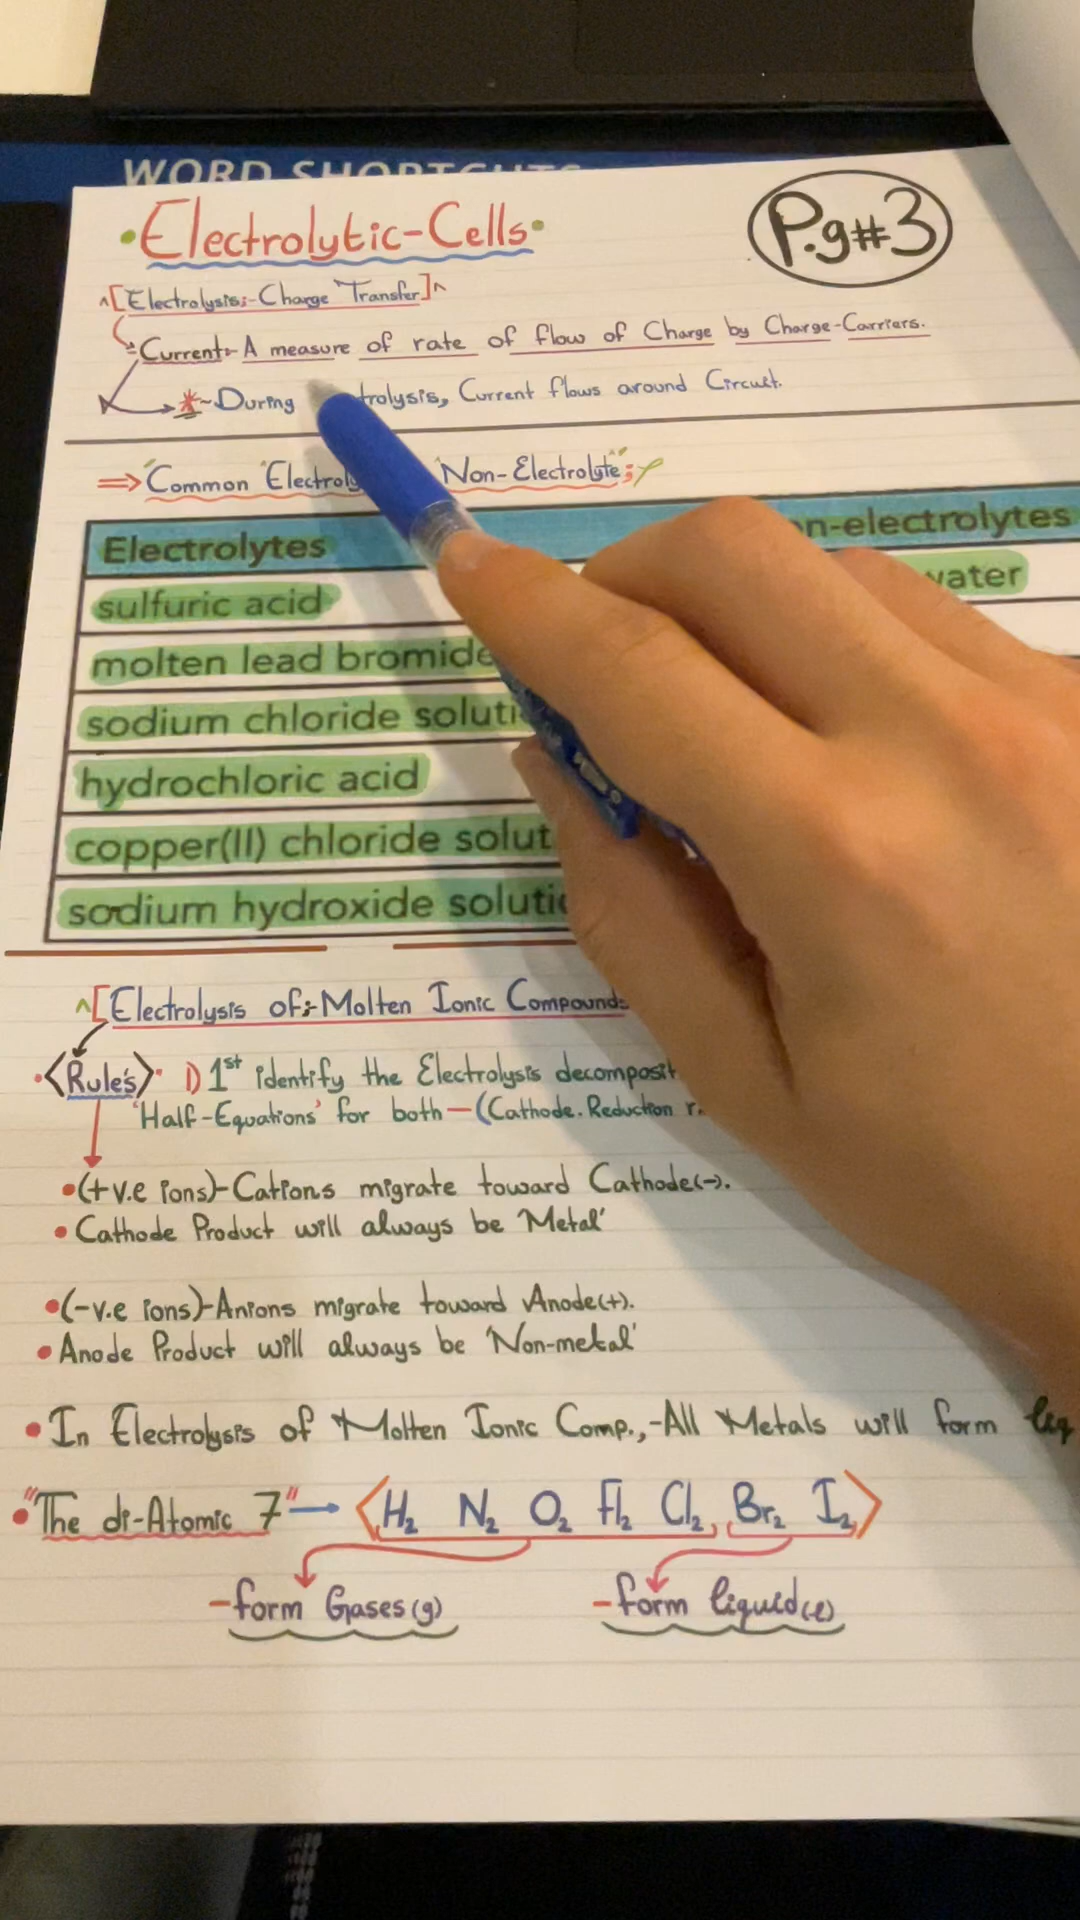 WORD SHORTCUTS
•Electrolytic-Cells•
P.g#3
^[Electrolysis:-Charge Transfer]^
Current:- A measure of rate of flow of Charge by Charge-Carriers.
*~During trolysis, Current flows around Circuit.
⇒ Common Electrol Non-Electrolyte;
Electrolytes
n-electrolytes
sulfuric acid
water
molten lead bromide
sodium chloride soluti
hydrochloric acid
copper(II) chloride solut
sodium hydroxide soluti
^[Electrolysis of:- Molten Ionic Compounds
•<Rule's>• 1) 1st identify the Electrolysis decomposit
'Half-Equations' for both—(Cathode.Reduction r
•(+v.e ions)-Cations migrate toward Cathode(-).
•Cathode Product will always be 'Metal'
•(-v.e ions)-Anions migrate toward Anode(+).
•Anode Product will always be 'Non-metal'
•In Electrolysis of Molten Ionic Comp.,-All Metals will form liq
•"The di-Atomic 7"→ <H₂ N₂ O₂ Fl₂ Cl₂, Br₂ I₂>
-form Gases(g) -form liquid(l)